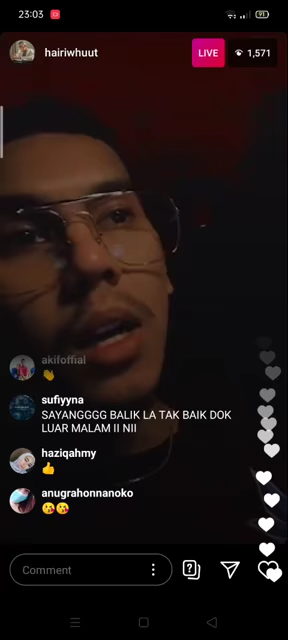 23:03
91
hairiwhuut
LIVE
1,571
akifoffial
👏
sufiyyna
SAYANGGGG BALIK LA TAK BAIK DOK
LUAR MALAM II NII
haziqahmy
👍
anugrahonnanoko
😘😘
Comment